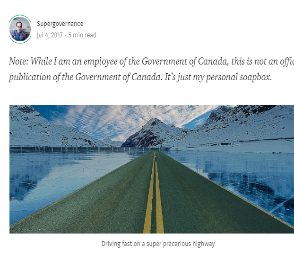 Supergovernance
Jul 4, 2017 · 5 min read
Note: While I am an employee of the Government of Canada, this is not an offic
publication of the Government of Canada. It's just my personal soapbox.
Driving fast on a super precarious highway